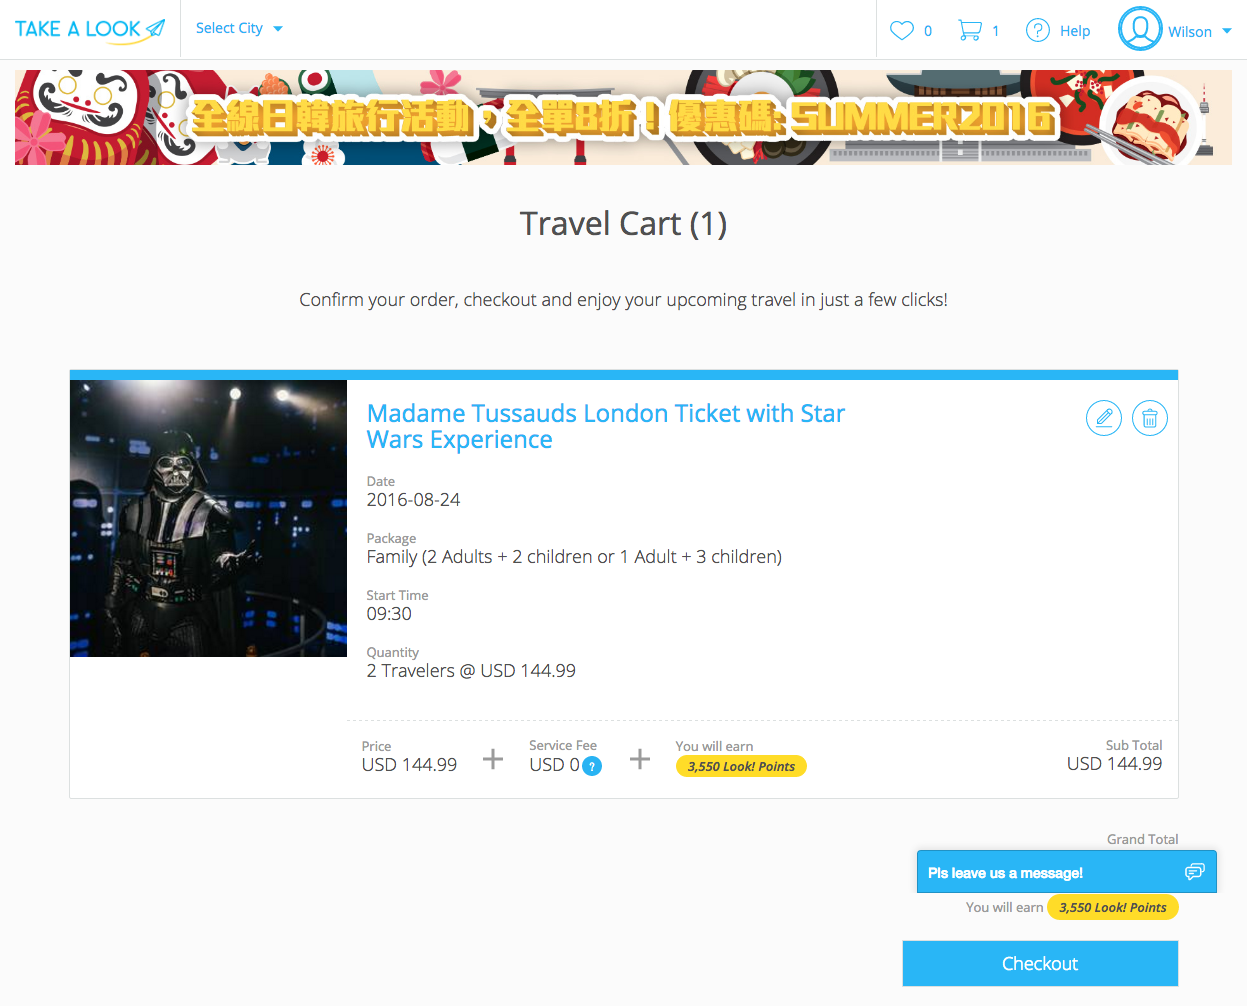 TAKE A LOOK
Select City
0
1
? Help
Wilson
全線日韓旅行活動，全單8折！優惠碼: SUMMER2016
Travel Cart (1)
Confirm your order, checkout and enjoy your upcoming travel in just a few clicks!
Madame Tussauds London Ticket with Star
Wars Experience
Date
2016-08-24
Package
Family (2 Adults + 2 children or 1 Adult + 3 children)
Start Time
09:30
Quantity
2 Travelers @ USD 144.99
Price
USD 144.99
+
Service Fee
USD 0 ?
+
You will earn
3,550 Look! Points
Sub Total
USD 144.99
Grand Total
Pls leave us a message!
You will earn 3,550 Look! Points
Checkout